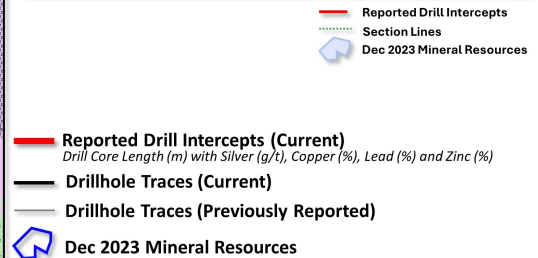 Reported Drill Intercepts
Section Lines
Dec 2023 Mineral Resources
Reported Drill Intercepts (Current)
Drill Core Length (m) with Silver (g/t), Copper (%), Lead (%) and Zinc (%)
Drillhole Traces (Current)
Drillhole Traces (Previously Reported)
Dec 2023 Mineral Resources